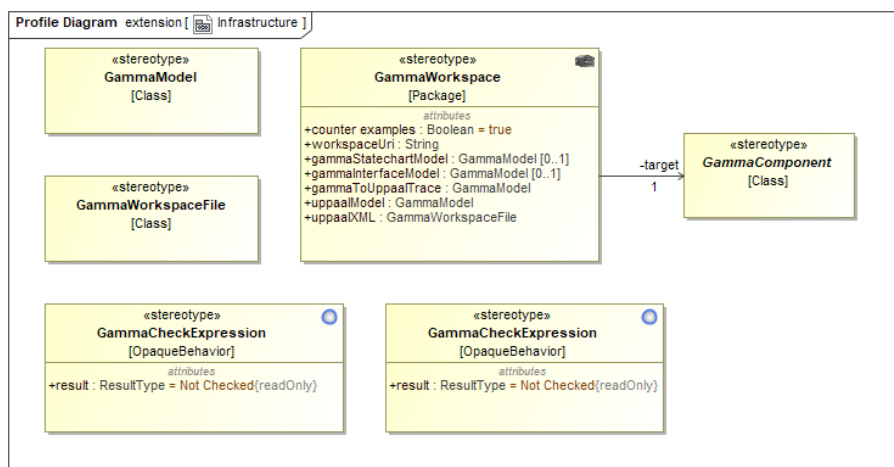 Profile Diagram extension [ Infrastructure ]
«stereotype»
GammaModel
[Class]
«stereotype»
GammaWorkspace
[Package]
attributes
+counter examples : Boolean = true
+workspaceUri : String
+gammaStatechartModel : GammaModel [0..1]
+gammaInterfaceModel : GammaModel [0..1]
+gammaToUppaalTrace : GammaModel
+uppaalModel : GammaModel
+uppaalXML : GammaWorkspaceFile
-target
1
«stereotype»
GammaComponent
[Class]
«stereotype»
GammaWorkspaceFile
[Class]
«stereotype»
GammaCheckExpression
[OpaqueBehavior]
attributes
+result : ResultType = Not Checked{readOnly}
«stereotype»
GammaCheckExpression
[OpaqueBehavior]
attributes
+result : ResultType = Not Checked{readOnly}